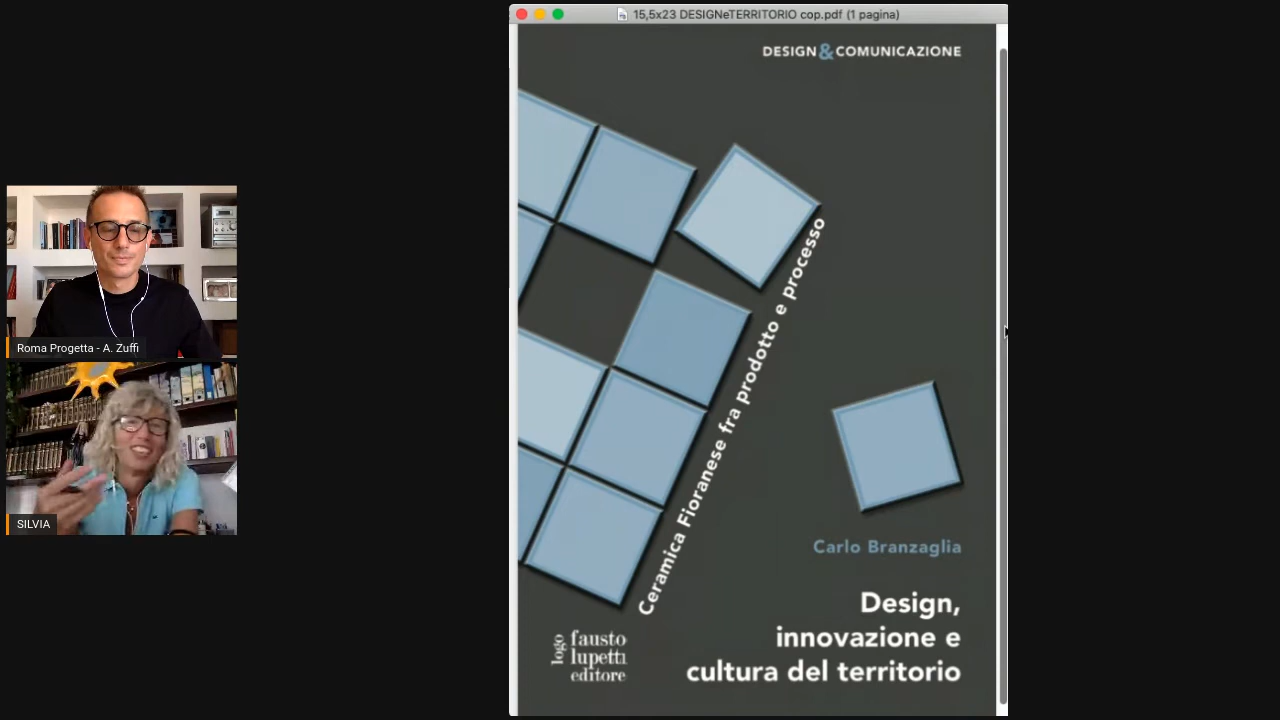 15,5x23 DESIGNeTERRITORIO cop.pdf (1 pagina)
DESIGN&COMUNICAZIONE
Ceramica Fioranese fra prodotto e processo
Carlo Branzaglia
Design,
innovazione e
cultura del territorio
logo
fausto
lupetti
editore
Roma Progetta - A. Zuffi
SILVIA